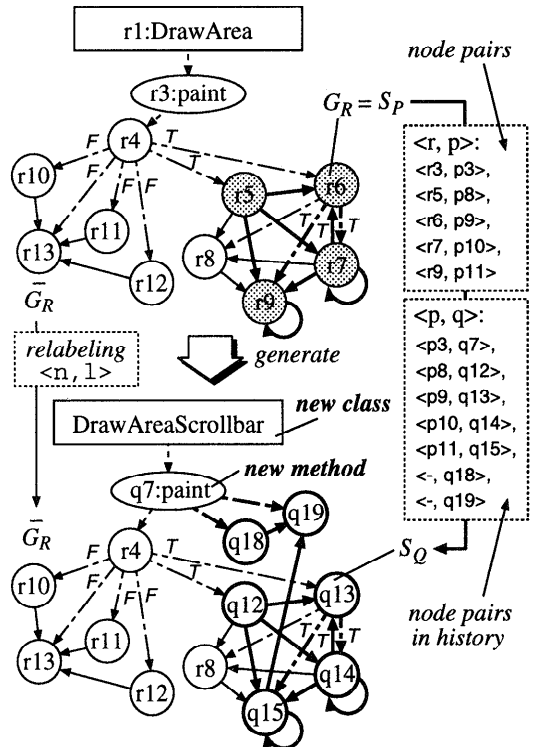 r1:DrawArea
node pairs
r3:paint
G_R = S_P
r4
F
T
T
F
F
F
r10
r5
r6
<r, p>:
<r3, p3>,
<r5, p8>,
<r6, p9>,
<r7, p10>,
<r9, p11>
r11
T
T
r13
r8
r7
r12
r9
Ḡ_R
<p, q>:
<p3, q7>,
<p8, q12>,
<p9, q13>,
<p10, q14>,
<p11, q15>,
<-, q18>,
<-, q19>
relabeling
<n,l>
generate
new class
DrawAreaScrollbar
new method
q7:paint
q19
q18
Ḡ_R
r4
S_Q
F
T
T
F
F
F
r10
q12
q13
r11
T
T
node pairs
in history
r13
r8
q14
r12
q15